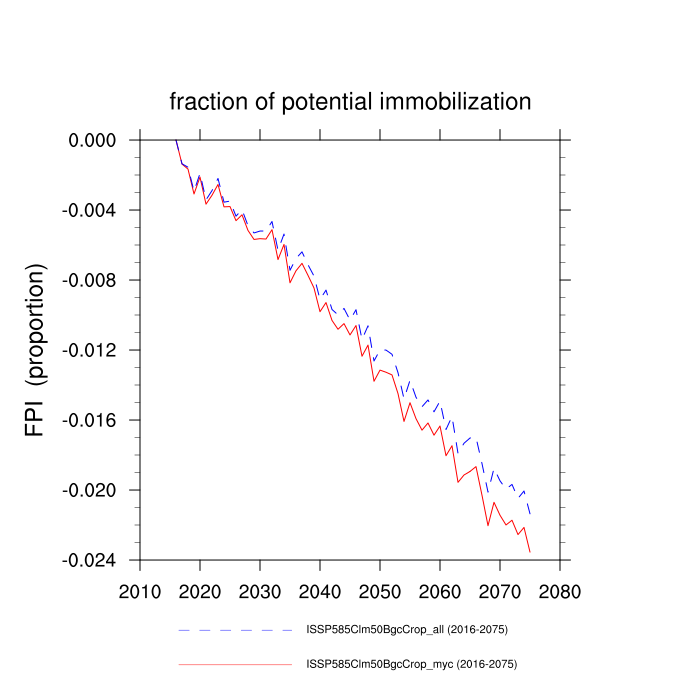 fraction of potential immobilization
0.000
-0.004
-0.008
-0.012
-0.016
-0.020
-0.024
FPI (proportion)
2010 2020 2030 2040 2050 2060 2070 2080
ISSP585Clm50BgcCrop_all (2016-2075)
ISSP585Clm50BgcCrop_myc (2016-2075)